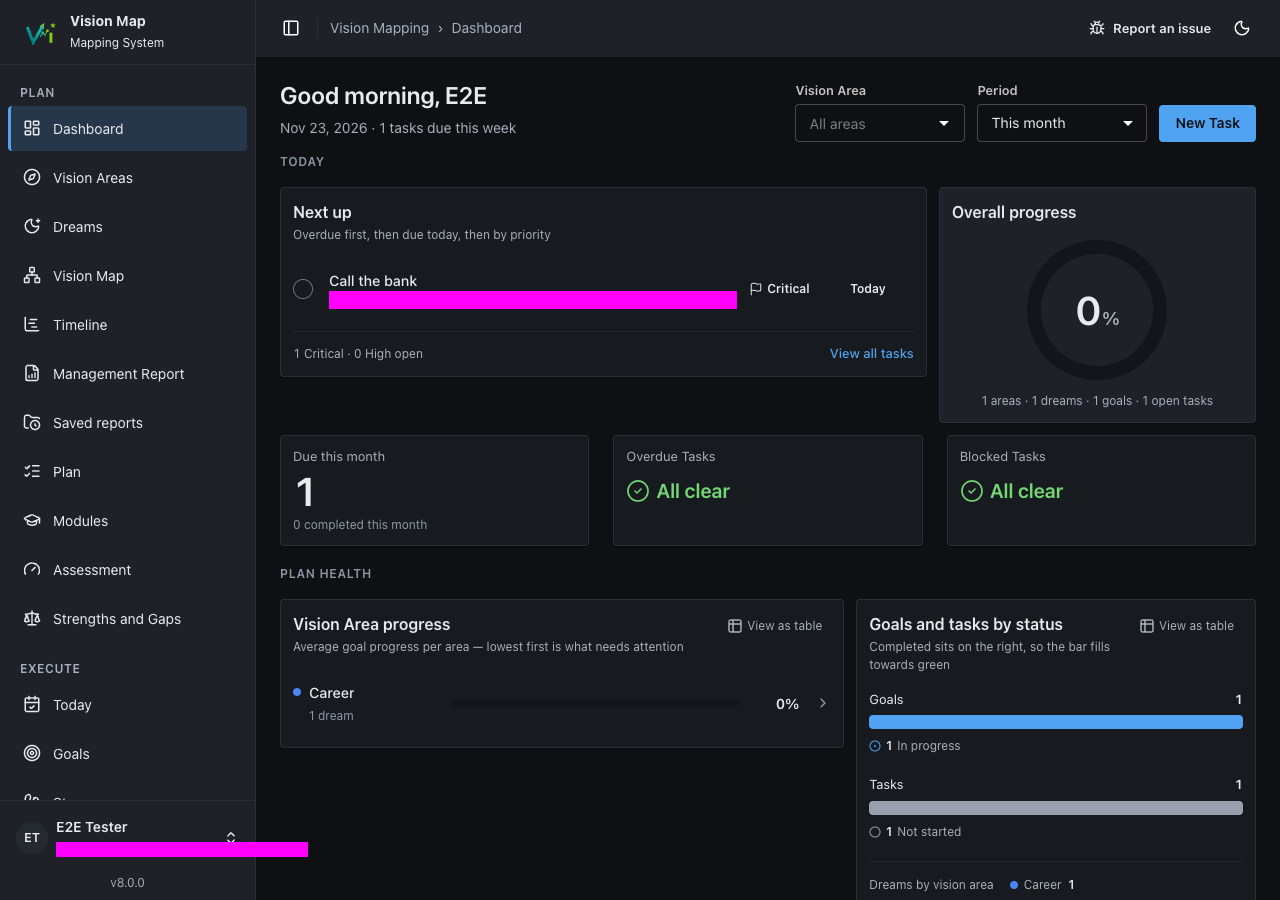 Vision Map
Mapping System
PLAN
Dashboard
Vision Areas
Dreams
Vision Map
Timeline
Management Report
Saved reports
Plan
Modules
Assessment
Strengths and Gaps
EXECUTE
Today
Goals
ET
E2E Tester
v8.0.0
Vision Mapping › Dashboard
Report an issue
Good morning, E2E
Nov 23, 2026 · 1 tasks due this week
Vision Area
All areas
Period
This month
New Task
TODAY
Next up
Overdue first, then due today, then by priority
Call the bank
Critical
Today
1 Critical · 0 High open
View all tasks
Overall progress
0%
1 areas · 1 dreams · 1 goals · 1 open tasks
Due this month
1
0 completed this month
Overdue Tasks
All clear
Blocked Tasks
All clear
PLAN HEALTH
Vision Area progress
View as table
Average goal progress per area — lowest first is what needs attention
Career
1 dream
0%
Goals and tasks by status
View as table
Completed sits on the right, so the bar fills
towards green
Goals 1
1 In progress
Tasks 1
1 Not started
Dreams by vision area Career 1